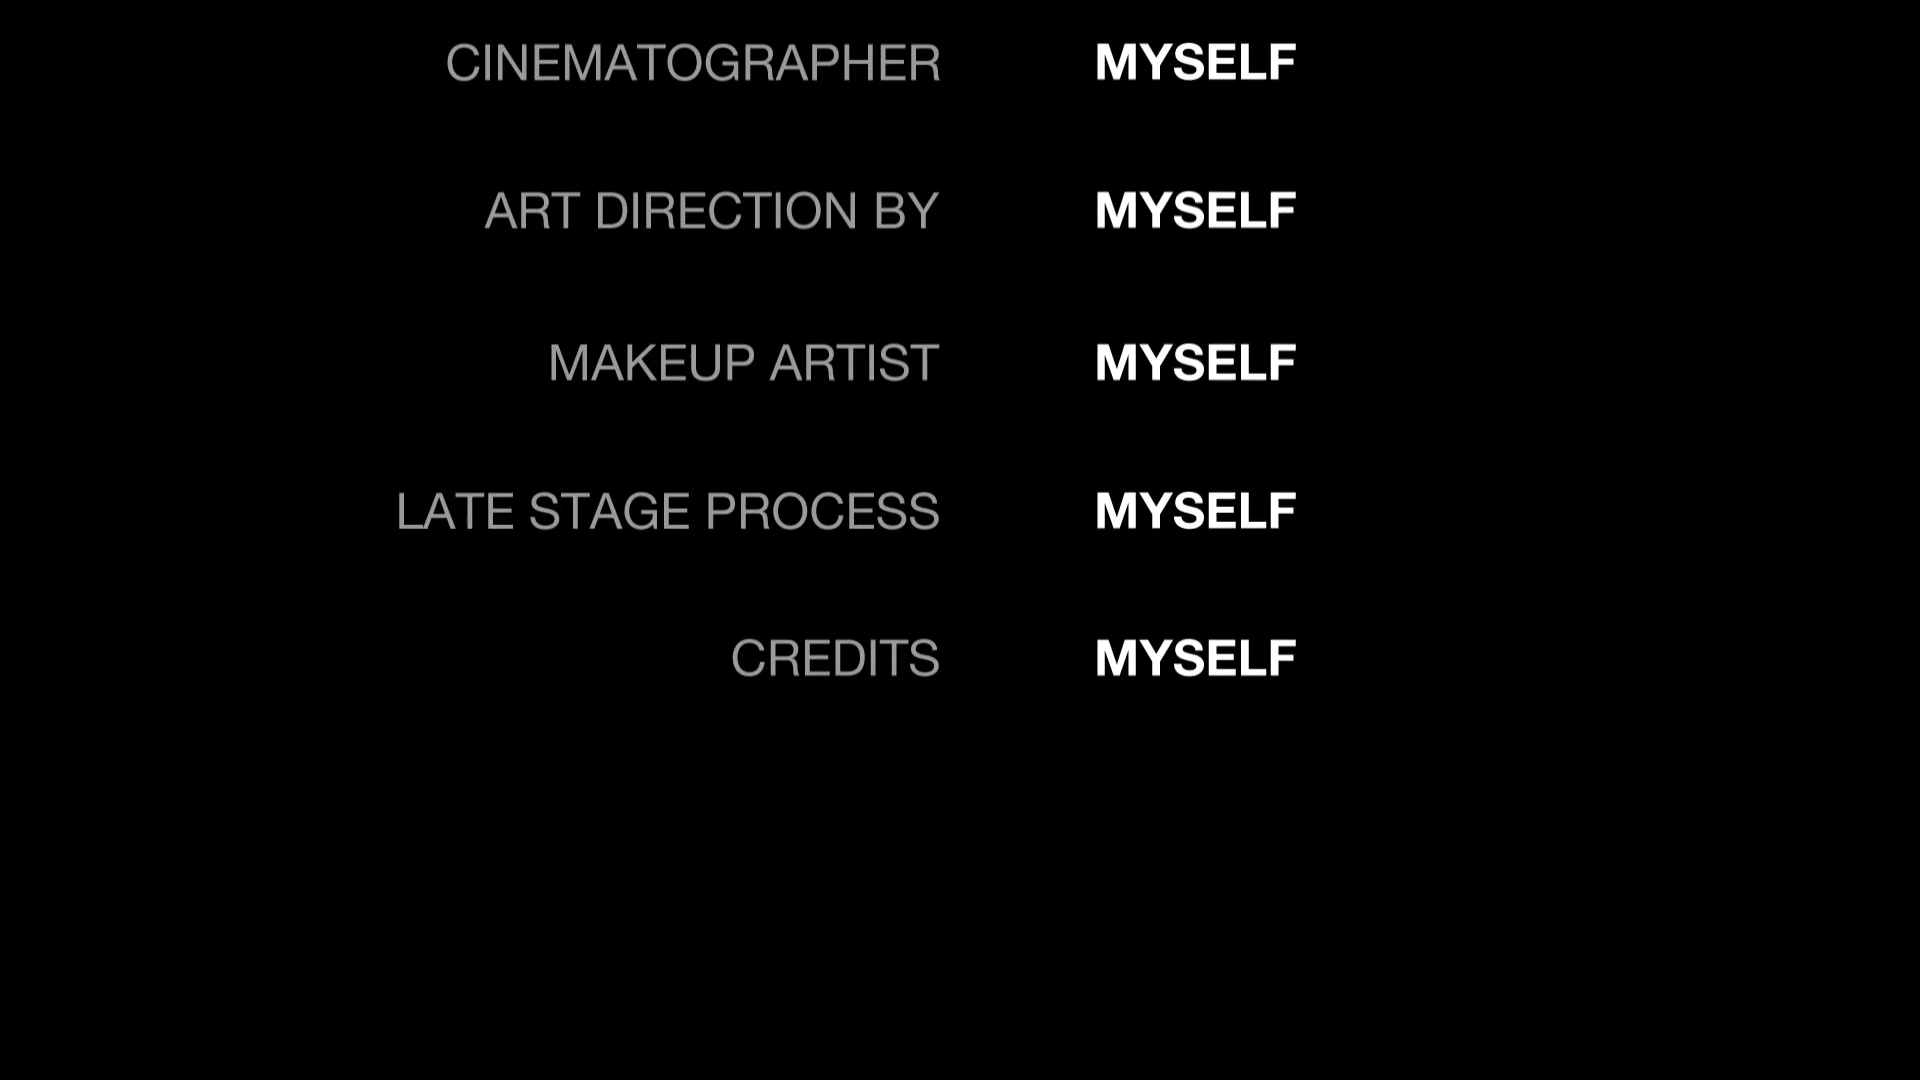 CINEMATOGRAPHER MYSELF
ART DIRECTION BY MYSELF
MAKEUP ARTIST MYSELF
LATE STAGE PROCESS MYSELF
CREDITS MYSELF